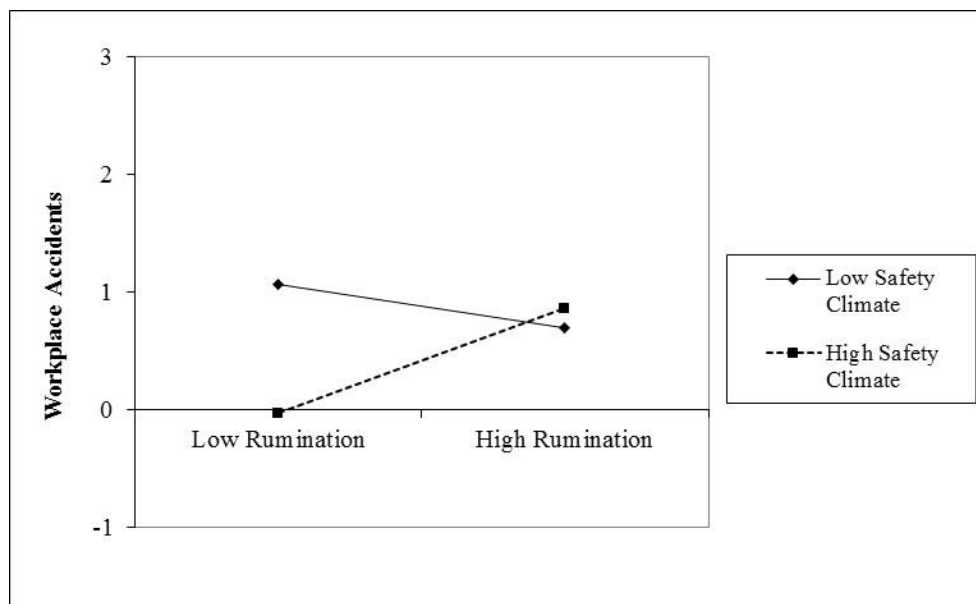 3
2
1
0
-1
Workplace Accidents
Low Rumination
High Rumination
Low Safety
Climate
High Safety
Climate